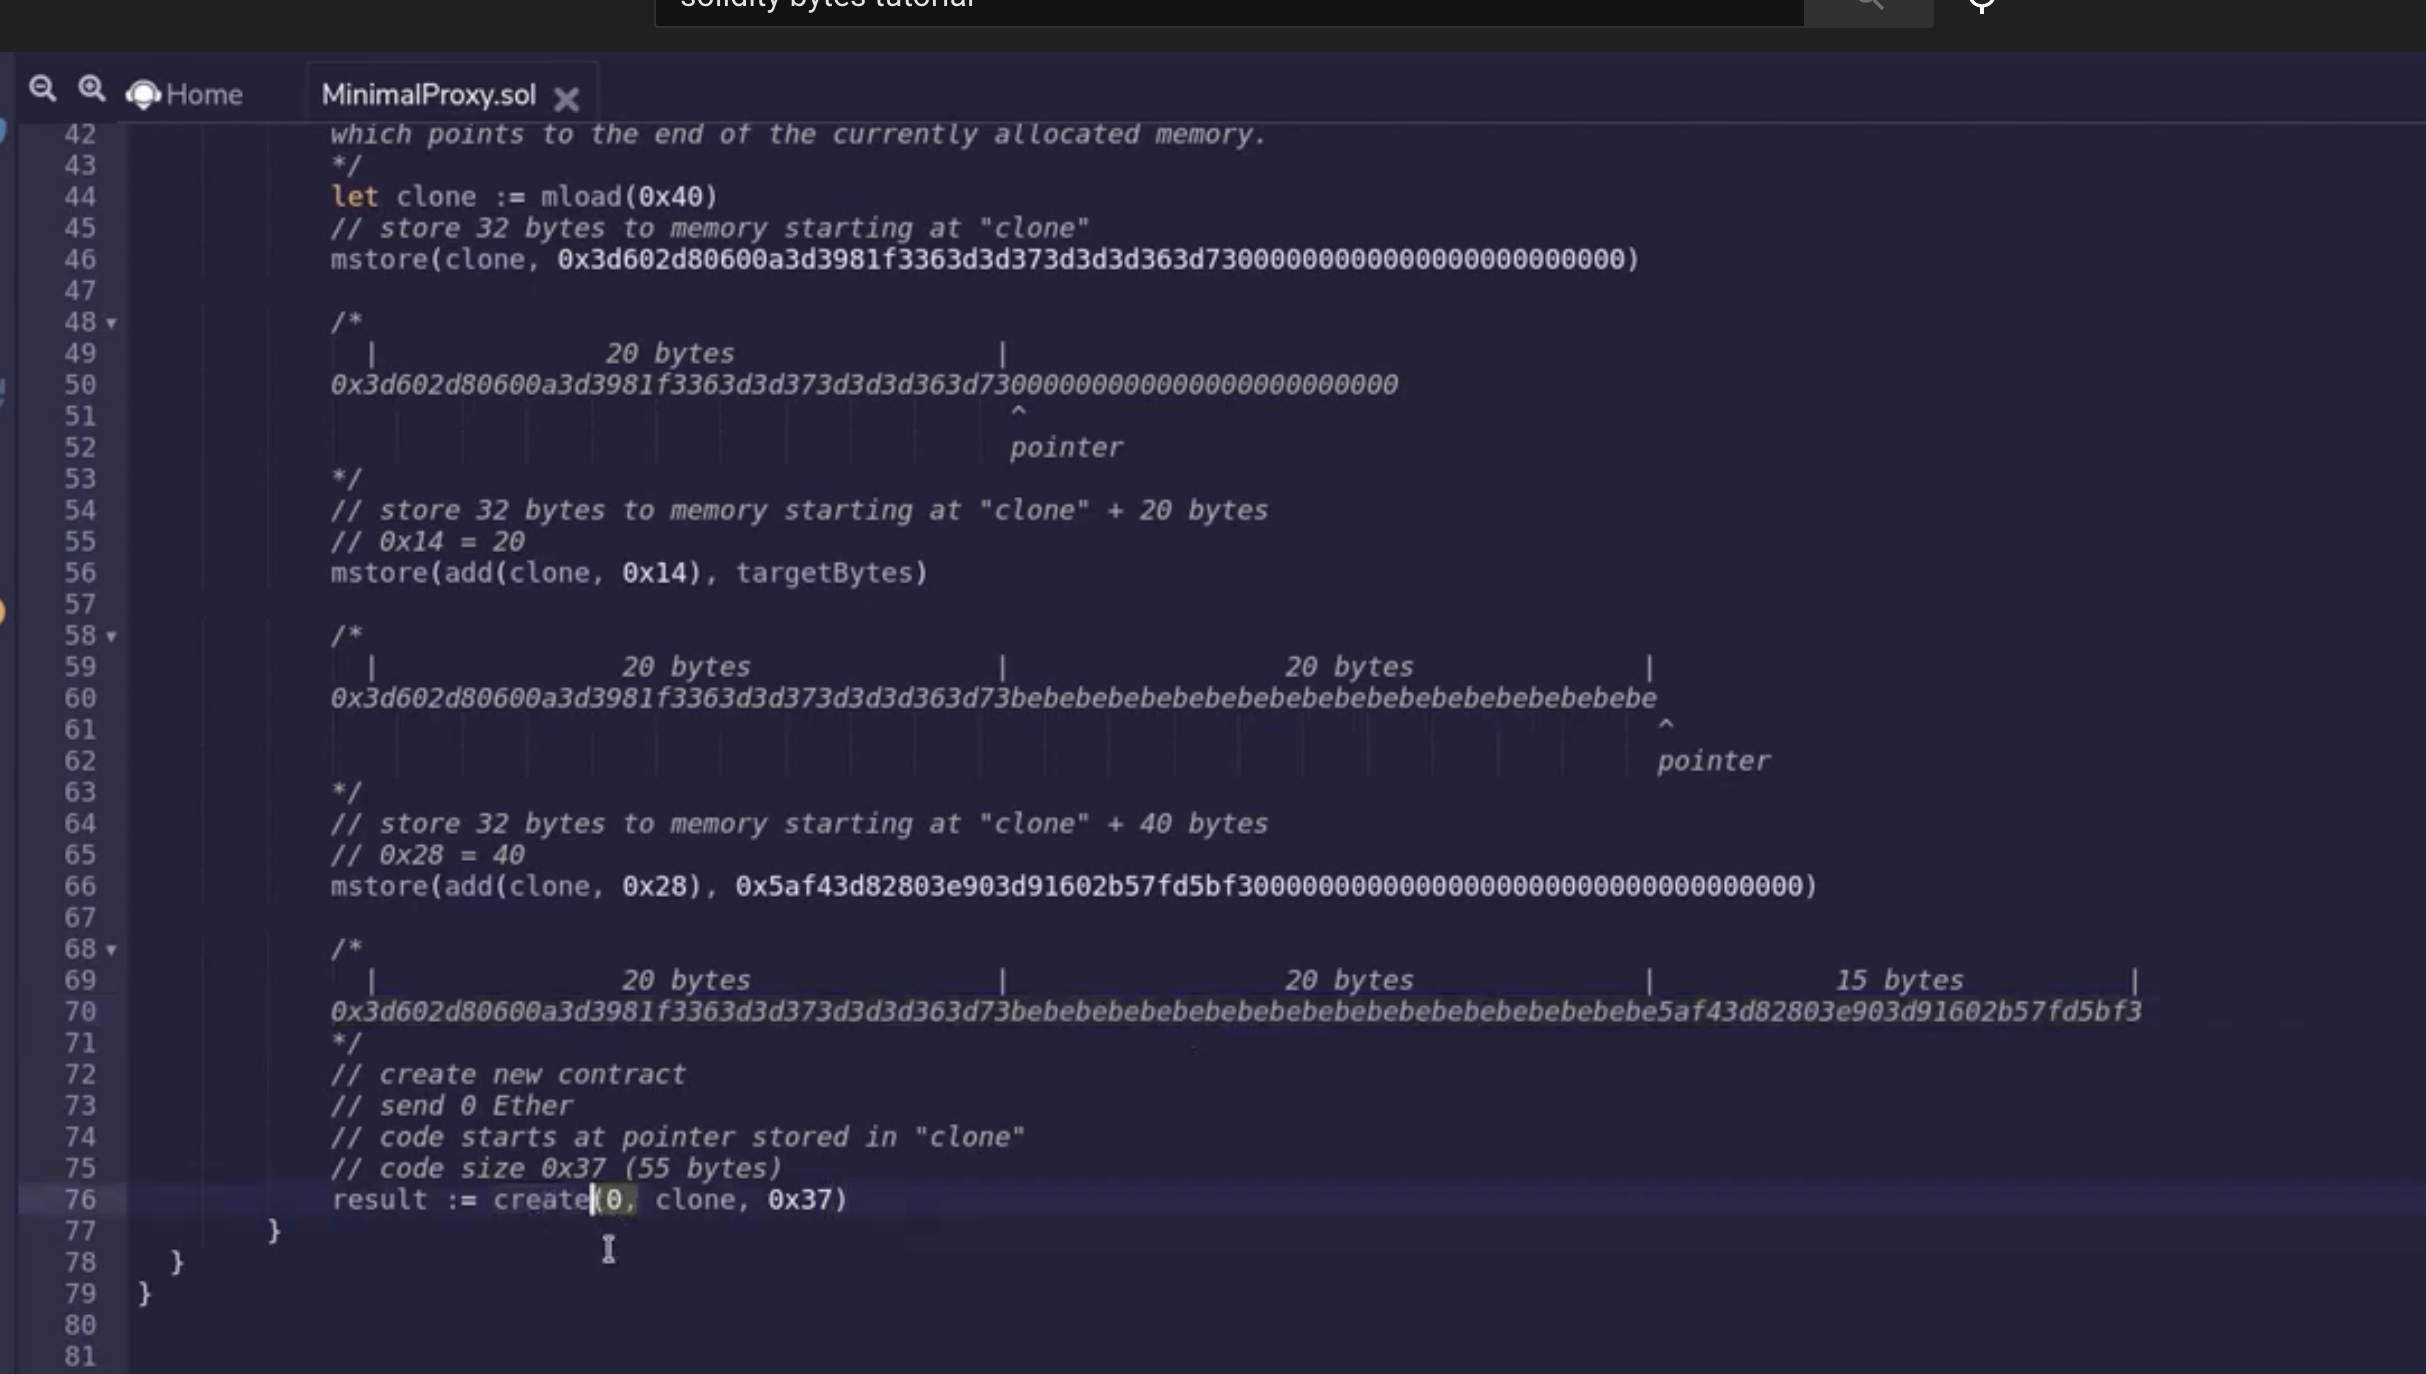 solidity bytes tutorial
Home MinimalProxy.sol
42 which points to the end of the currently allocated memory.
43 */
44 let clone := mload(0x40)
45 // store 32 bytes to memory starting at "clone"
46 mstore(clone, 0x3d602d80600a3d3981f3363d3d373d3d3d363d73000000000000000000000000)
47
48 /*
49 | 20 bytes |
50 0x3d602d80600a3d3981f3363d3d373d3d3d363d73000000000000000000000000
51 ^
52 pointer
53 */
54 // store 32 bytes to memory starting at "clone" + 20 bytes
55 // 0x14 = 20
56 mstore(add(clone, 0x14), targetBytes)
57
58 /*
59 | 20 bytes | 20 bytes |
60 0x3d602d80600a3d3981f3363d3d373d3d3d363d73bebebebebebebebebebebebebebebebebebebebe
61 ^
62 pointer
63 */
64 // store 32 bytes to memory starting at "clone" + 40 bytes
65 // 0x28 = 40
66 mstore(add(clone, 0x28), 0x5af43d82803e903d91602b57fd5bf30000000000000000000000000000000000)
67
68 /*
69 | 20 bytes | 20 bytes | 15 bytes |
70 0x3d602d80600a3d3981f3363d3d373d3d3d363d73bebebebebebebebebebebebebebebebebebebebe5af43d82803e903d91602b57fd5bf3
71 */
72 // create new contract
73 // send 0 Ether
74 // code starts at pointer stored in "clone"
75 // code size 0x37 (55 bytes)
76 result := create(0, clone, 0x37)
77 }
78 }
79 }
80
81